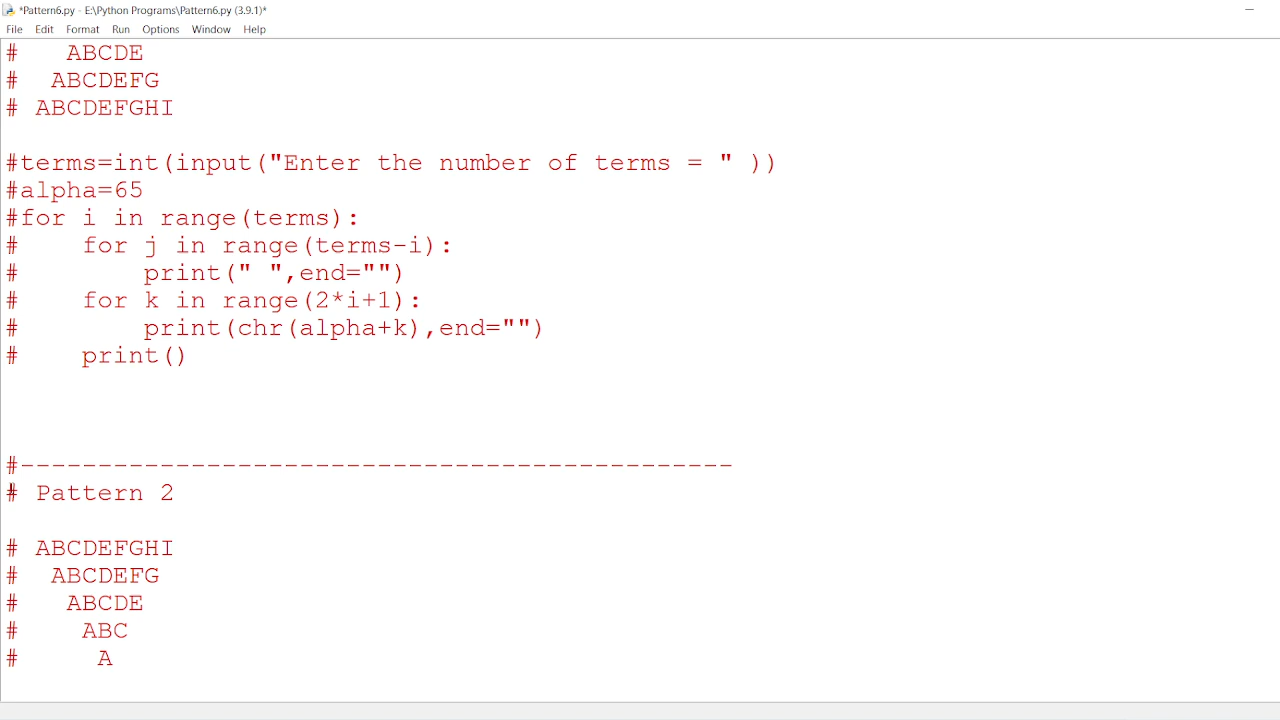 *Pattern6.py - E:\Python Programs\Pattern6.py (3.9.1)*
File Edit Format Run Options Window Help
#   ABCDE
#  ABCDEFG
# ABCDEFGHI
#terms=int(input("Enter the number of terms = " ))
#alpha=65
#for i in range(terms):
#    for j in range(terms-i):
#        print(" ",end="")
#    for k in range(2*i+1):
#        print(chr(alpha+k),end="")
#    print()
#----------------------------------------------
# Pattern 2
# ABCDEFGHI
#  ABCDEFG
#   ABCDE
#    ABC
#     A